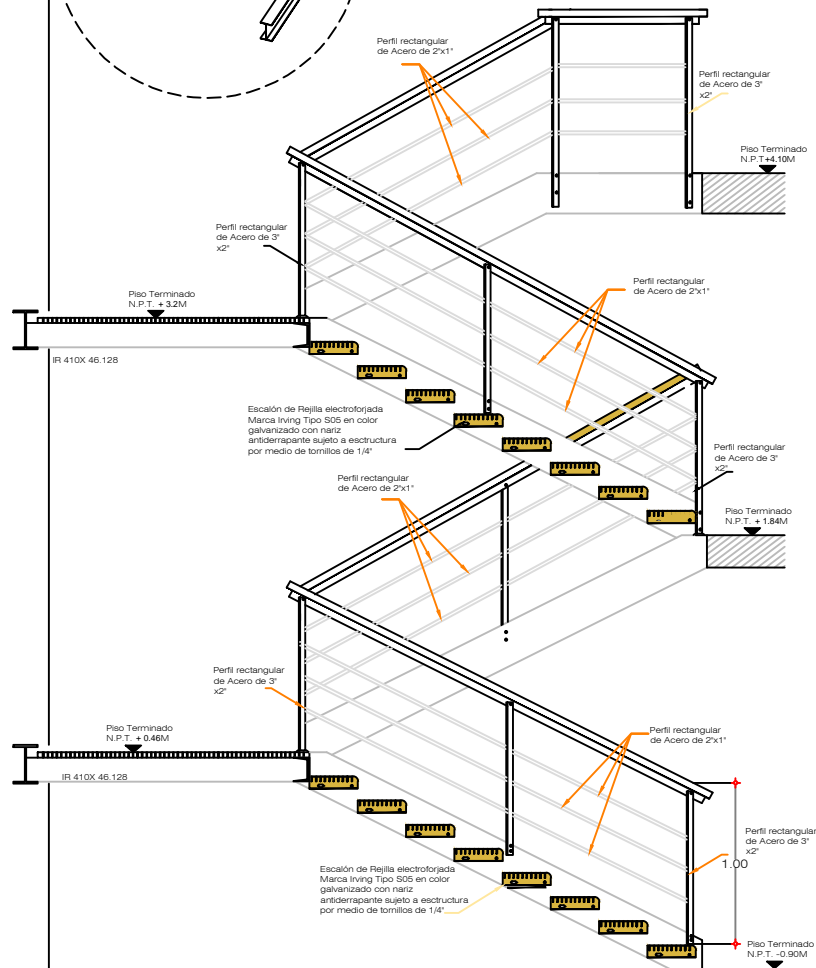 Perfil rectangular
de Acero de 2"x1"
Perfil rectangular
de Acero de 3"
x2"
Piso Terminado
N.P.T+4.10M
Perfil rectangular
de Acero de 3"
x2"
Perfil rectangular
de Acero de 2"x1"
Piso Terminado
N.P.T. + 3.2M
IR 410X 46.128
Escalón de Rejilla electroforjada
Marca Irving Tipo S05 en color
galvanizado con nariz
antiderrapante sujeto a esctructura
por medio de tornillos de 1/4"
Perfil rectangular
de Acero de 3"
x2"
Perfil rectangular
de Acero de 2"x1"
Piso Terminado
N.P.T. + 1.84M
Perfil rectangular
de Acero de 3"
x2"
Piso Terminado
N.P.T. + 0.46M
Perfil rectangular
de Acero de 2"x1"
IR 410X 46.128
Perfil rectangular
de Acero de 3"
x2"
1.00
Escalón de Rejilla electroforjada
Marca Irving Tipo S05 en color
galvanizado con nariz
antiderrapante sujeto a esctructura
por medio de tornillos de 1/4"
Piso Terminado
N.P.T. -0.90M